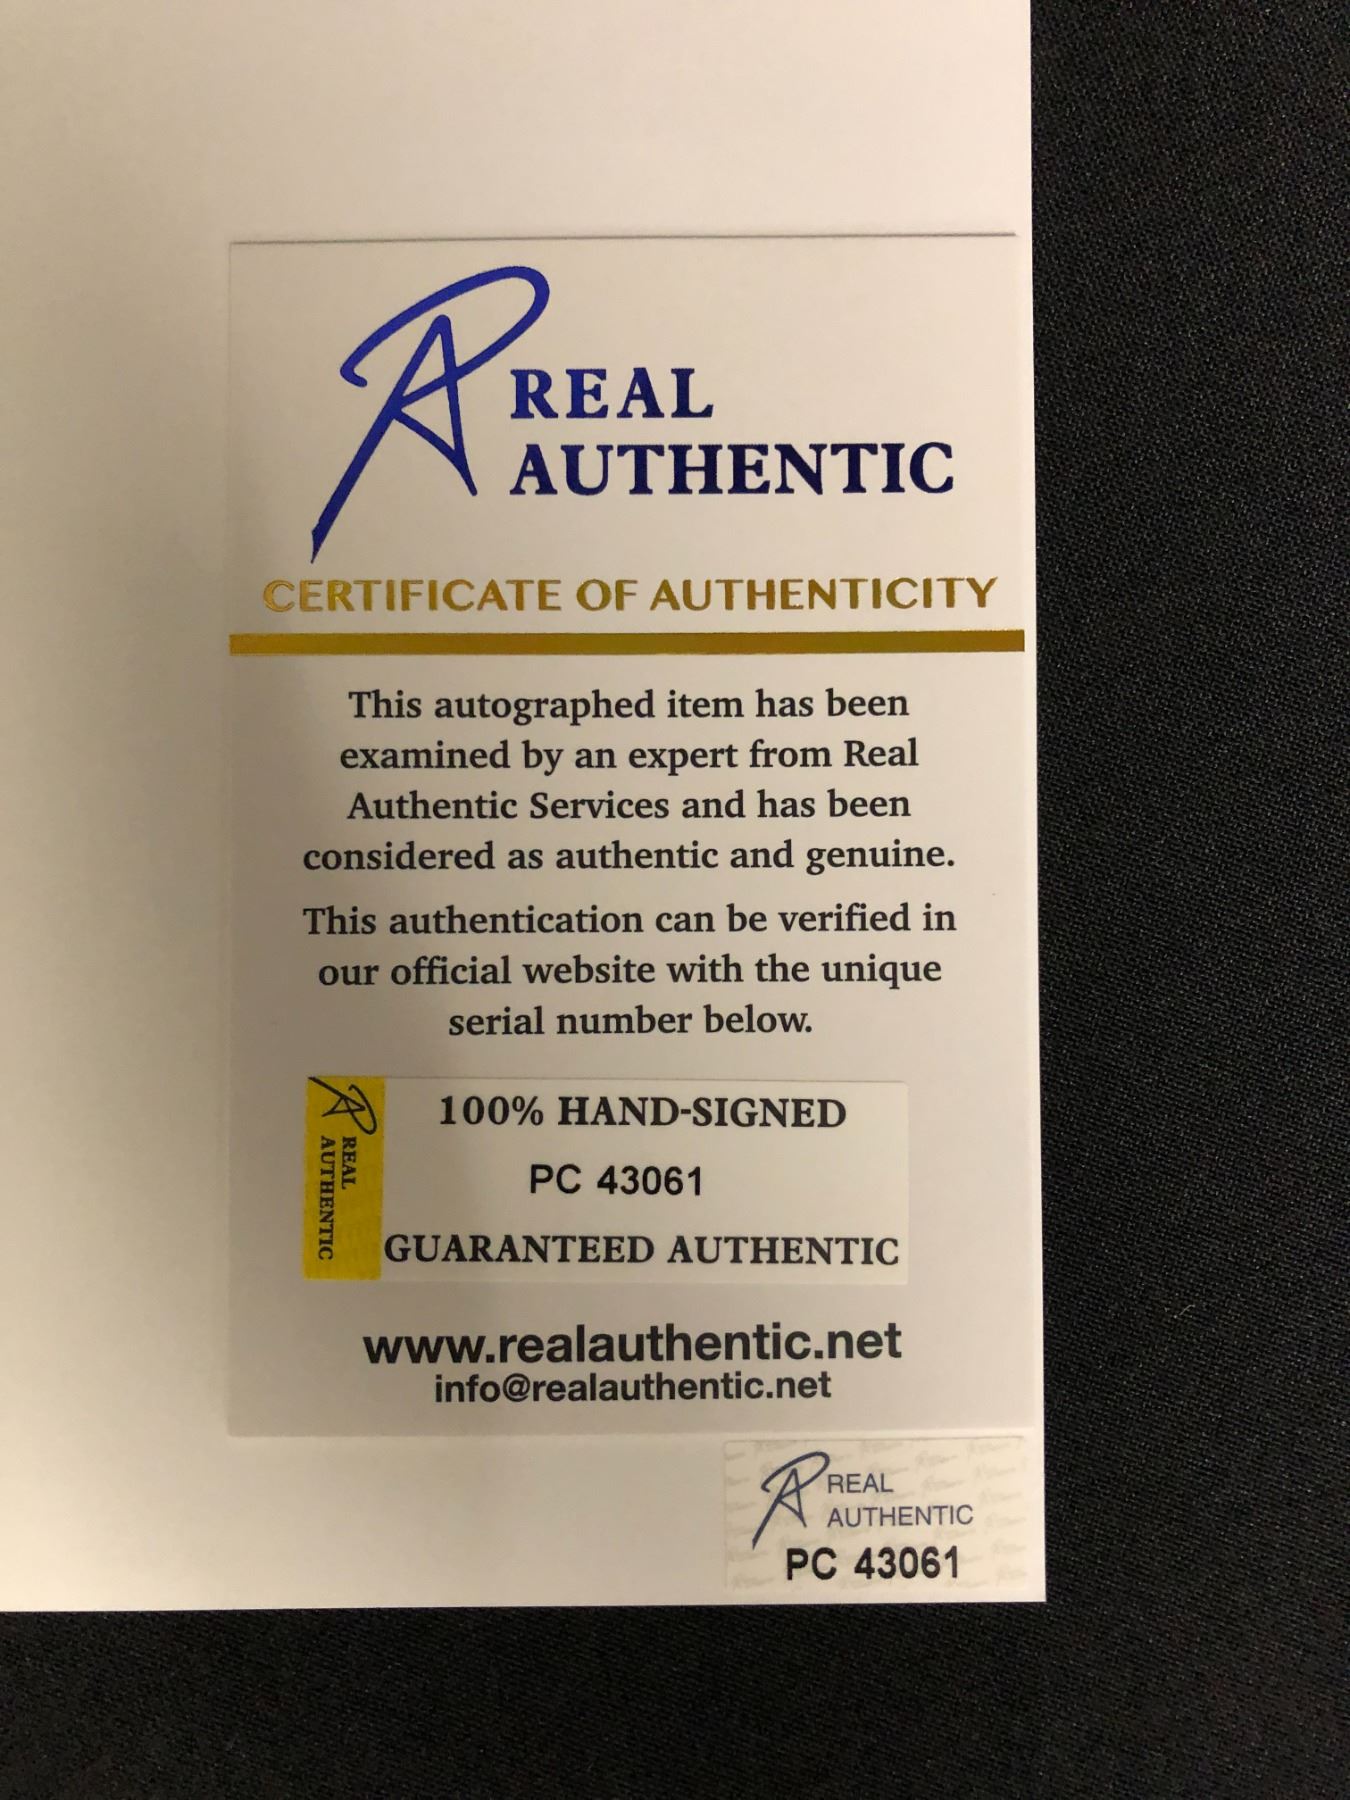 REAL
AUTHENTIC
CERTIFICATE OF AUTHENTICITY
This autographed item has been
examined by an expert from Real
Authentic Services and has been
considered as authentic and genuine.
This authentication can be verified in
our official website with the unique
serial number below.
REAL
AUTHENTIC
100% HAND-SIGNED
PC 43061
GUARANTEED AUTHENTIC
www.realauthentic.net
info@realauthentic.net
REAL
AUTHENTIC
PC 43061